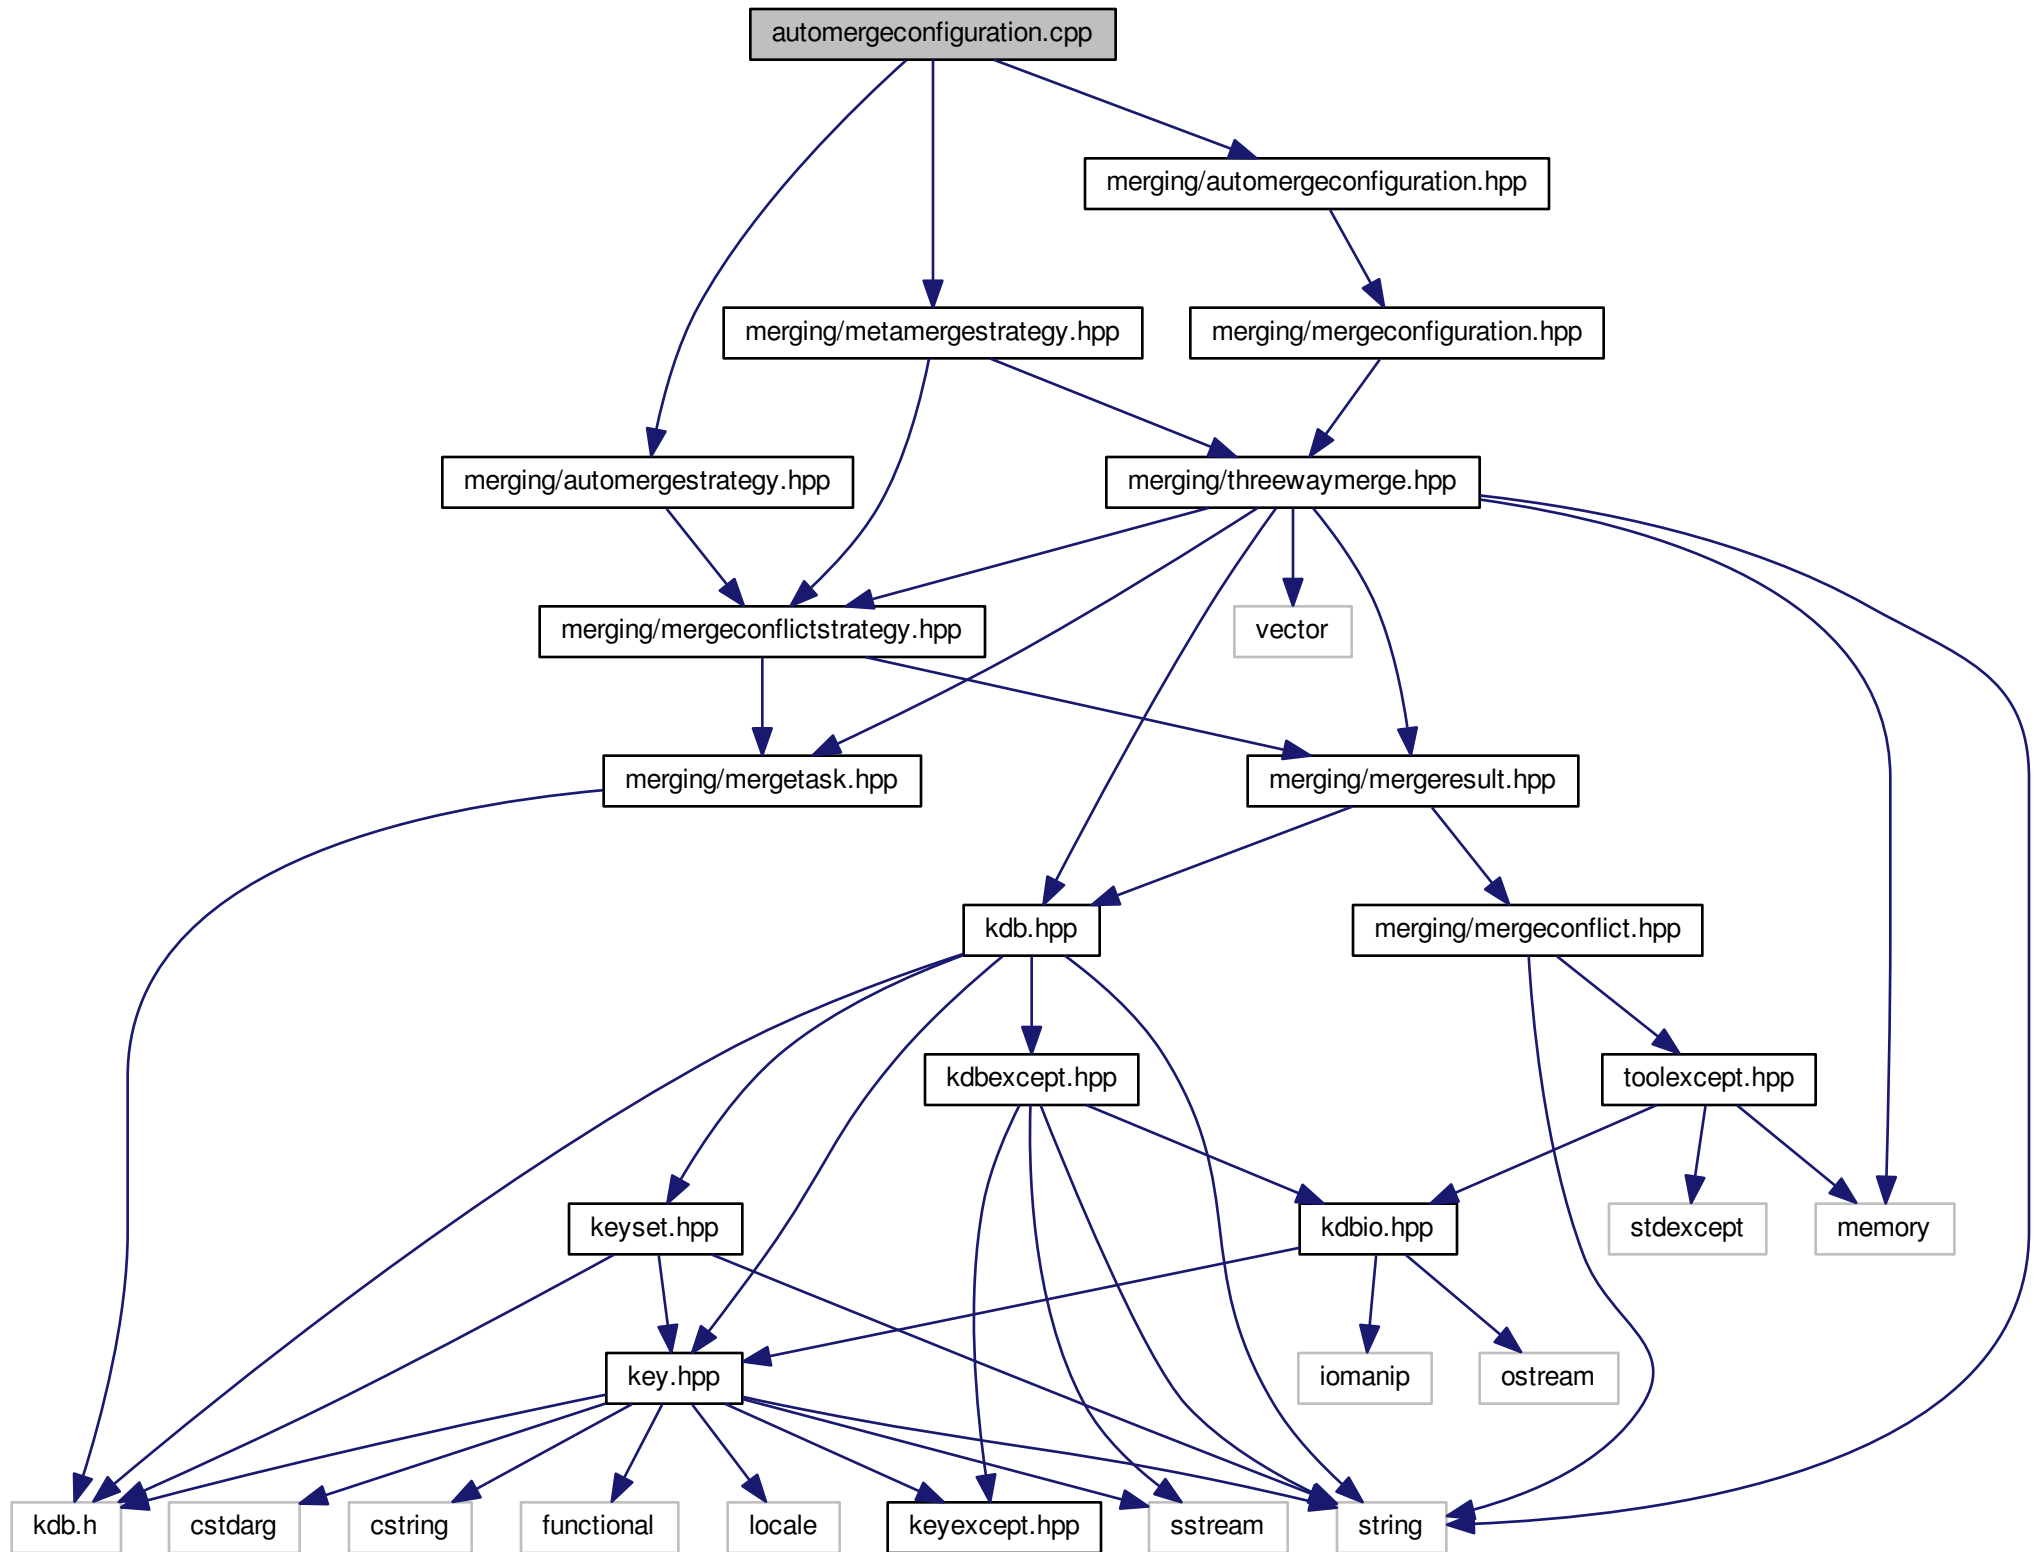 automergeconfiguration.cpp
merging/automergeconfiguration.hpp
merging/metamergestrategy.hpp
merging/mergeconfiguration.hpp
merging/automergestrategy.hpp
merging/threewaymerge.hpp
merging/mergeconflictstrategy.hpp
vector
merging/mergetask.hpp
merging/mergeresult.hpp
kdb.hpp
merging/mergeconflict.hpp
kdbexcept.hpp
toolexcept.hpp
keyset.hpp
kdbio.hpp
stdexcept
memory
key.hpp
iomanip
ostream
kdb.h
cstdarg
cstring
functional
locale
keyexcept.hpp
sstream
string